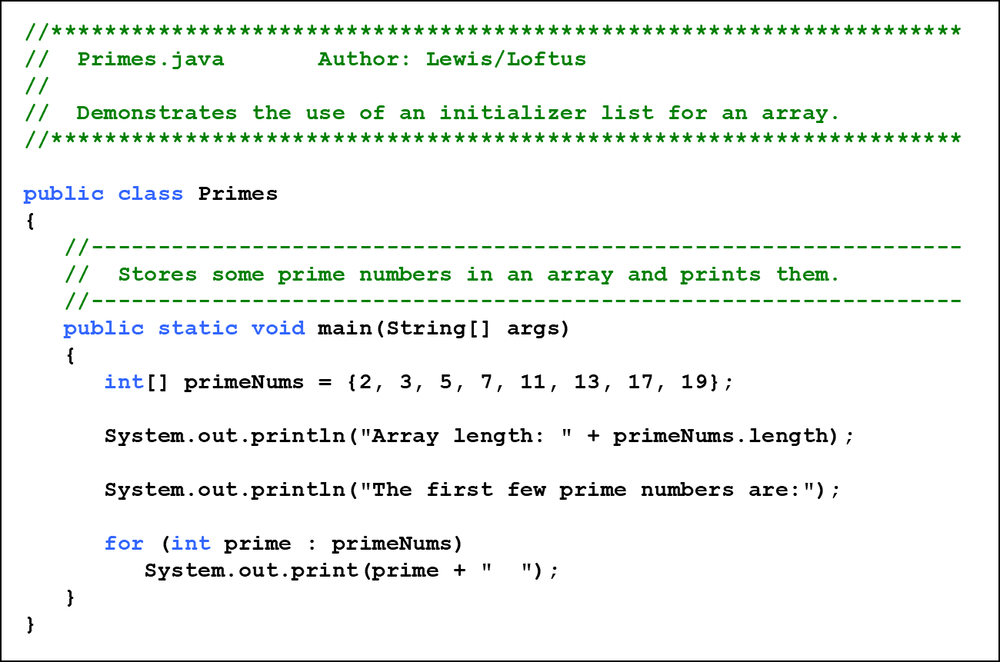 //********************************************************************
//  Primes.java       Author: Lewis/Loftus
//
//  Demonstrates the use of an initializer list for an array.
//********************************************************************
public class Primes
{
   //-----------------------------------------------------------------
   //  Stores some prime numbers in an array and prints them.
   //-----------------------------------------------------------------
   public static void main(String[] args)
   {
      int[] primeNums = {2, 3, 5, 7, 11, 13, 17, 19};
      System.out.println("Array length: " + primeNums.length);
      System.out.println("The first few prime numbers are:");
      for (int prime : primeNums)
         System.out.print(prime + "  ");
   }
}